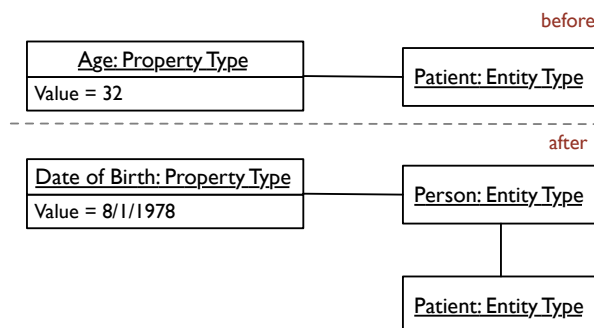 before
Age: Property Type
Value = 32
Patient: Entity Type
after
Date of Birth: Property Type
Value = 8/1/1978
Person: Entity Type
Patient: Entity Type